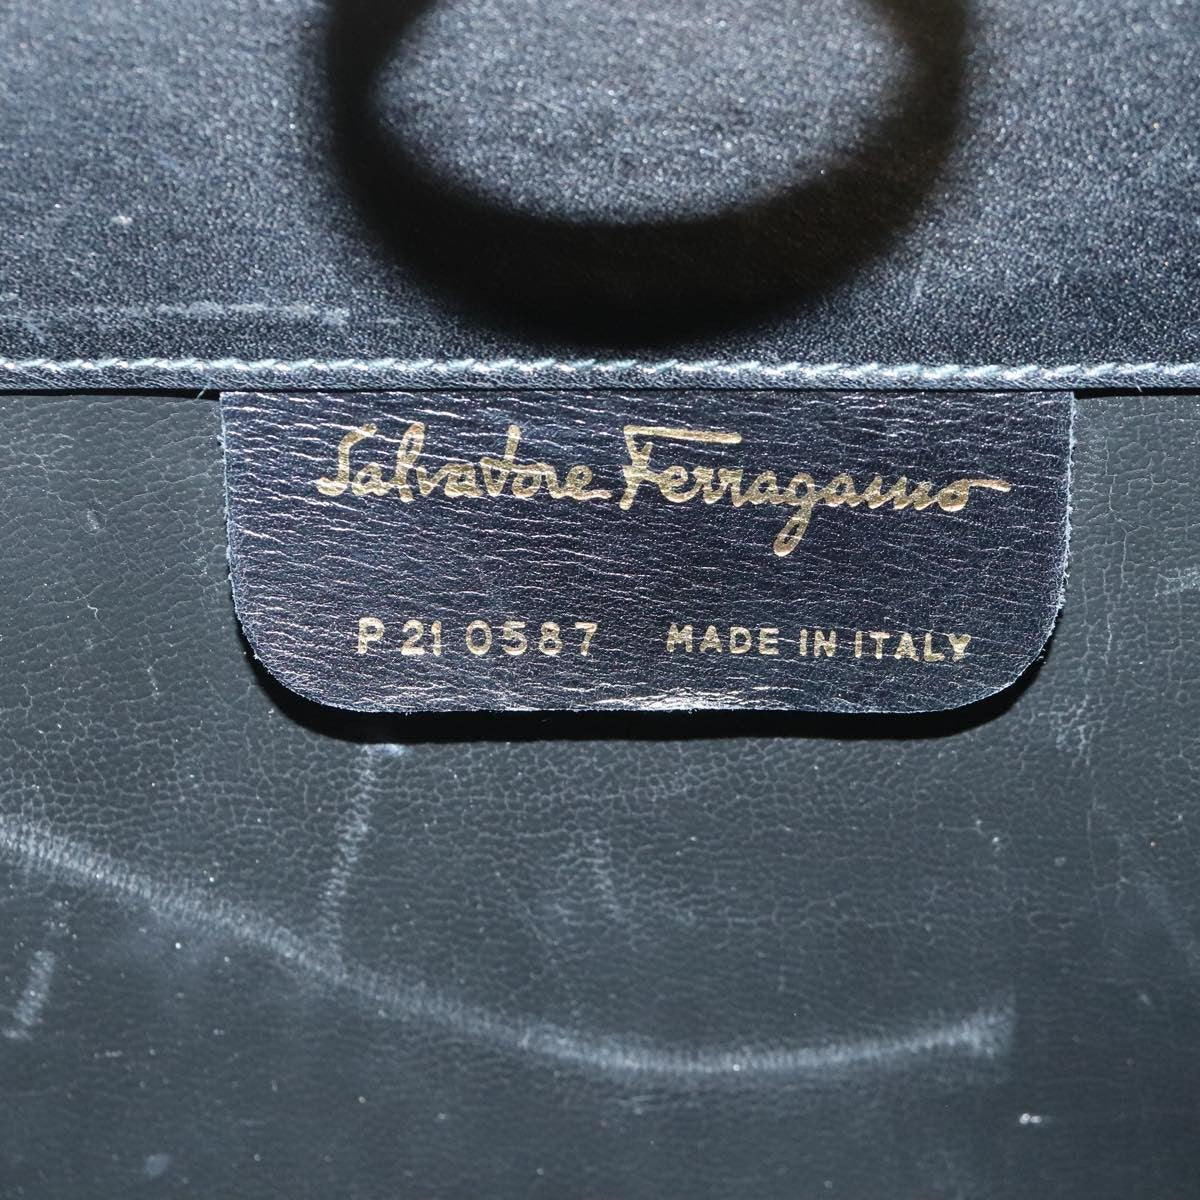 Salvatore Ferragamo
P 21 0587 MADE IN ITALY